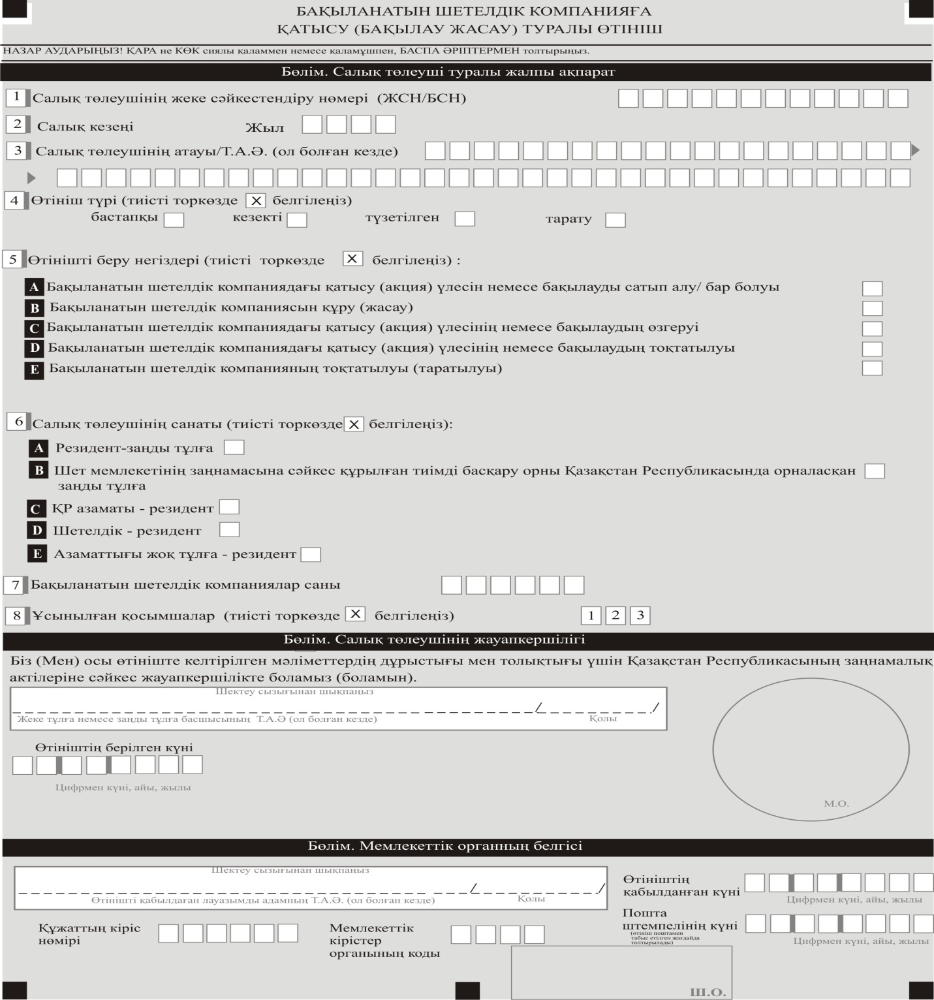 БАҚЫЛАНАТЫН ШЕТЕЛДІК КОМПАНИЯҒА
ҚАТЫСУ (БАҚЫЛАУ ЖАСАУ) ТУРАЛЫ ӨТІНІШ
НАЗАР АУДАРЫҢЫЗ! ҚАРА не КӨК сиялы қаламмен немесе қаламұшпен, БАСПА ӘРІПТЕРМЕН толтырыңыз.
Бөлім. Салық төлеуші туралы жалпы ақпарат
1 Салық төлеушінің жеке сәйкестендіру нөмері (ЖСН/БСН)
2 Салық кезеңі Жыл
3 Салық төлеушінің атауы/Т.А.Ә. (ол болған кезде)
4 Өтініш түрі (тиісті торкөзде X белгілеңіз)
бастапқы кезекті түзетілген тарату
5 Өтінішті беру негіздері (тиісті торкөзде X белгілеңіз) :
A Бақыланатын шетелдік компаниядағы қатысу (акция) үлесін немесе бақылауды сатып алу/ бар болуы
B Бақыланатын шетелдік компаниясын құру (жасау)
C Бақыланатын шетелдік компаниядағы қатысу (акция) үлесінің немесе бақылаудың өзгеруі
D Бақыланатын шетелдік компаниядағы қатысу (акция) үлесінің немесе бақылаудың тоқтатылуы
E Бақыланатын шетелдік компанияның тоқтатылуы (таратылуы)
6 Салық төлеушінің санаты (тиісті торкөзде X белгілеңіз):
A Резидент-заңды тұлға
B Шет мемлекетінің заңнамасына сәйкес құрылған тиімді басқару орны Қазақстан Республикасында орналасқан
заңды тұлға
C ҚР азаматы - резидент
D Шетелдік - резидент
E Азаматтығы жоқ тұлға - резидент
7 Бақыланатын шетелдік компаниялар саны
8 Ұсынылған қосымшалар (тиісті торкөзде X белгілеңіз) 1 2 3
Бөлім. Салық төлеушінің жауапкершілігі
Біз (Мен) осы өтініште келтірілген мәліметтердің дұрыстығы мен толықтығы үшін Қазақстан Республикасының заңнамалық
актілеріне сәйкес жауапкершілікте боламыз (боламын).
Шектеу сызығынан шықпаңыз
Жеке тұлға немесе заңды тұлға басшысының Т.А.Ә (ол болған кезде) Қолы
Өтініштің берілген күні
Цифрмен күні, айы, жылы
М.О.
Бөлім. Мемлекеттік органның белгісі
Шектеу сызығынан шықпаңыз
Өтінішті қабылдаған лауазымды адамның Т.А.Ә. (ол болған кезде) Қолы
Өтініштің
қабылданған күні
Цифрмен күні, айы, жылы
Пошта
штемпелінің күні
(өтініш поштамен
табыс етілген жағдайда
толтырылады)
Цифрмен күні, айы, жылы
Құжаттың кіріс
нөмірі
Мемлекеттік
кірістер
органының коды
Ш.О.